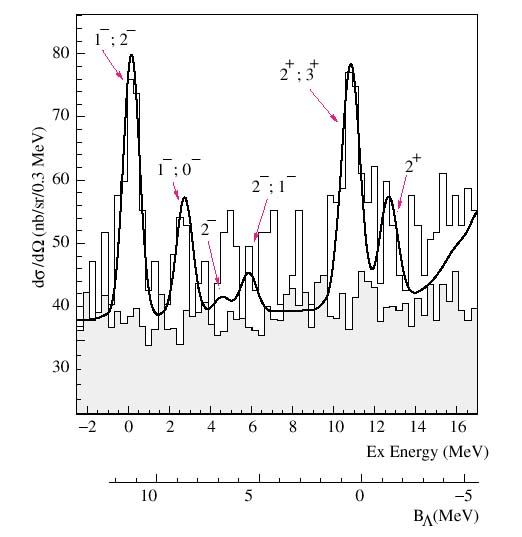 1⁻; 2⁻
2⁺; 3⁺
1⁻; 0⁻
2⁻; 1⁻
2⁺
2⁻
dσ/dΩ (nb/sr/0.3 MeV)
80
70
60
50
40
30
−2 0 2 4 6 8 10 12 14 16
Ex Energy (MeV)
10 5 0 −5
B_Λ(MeV)